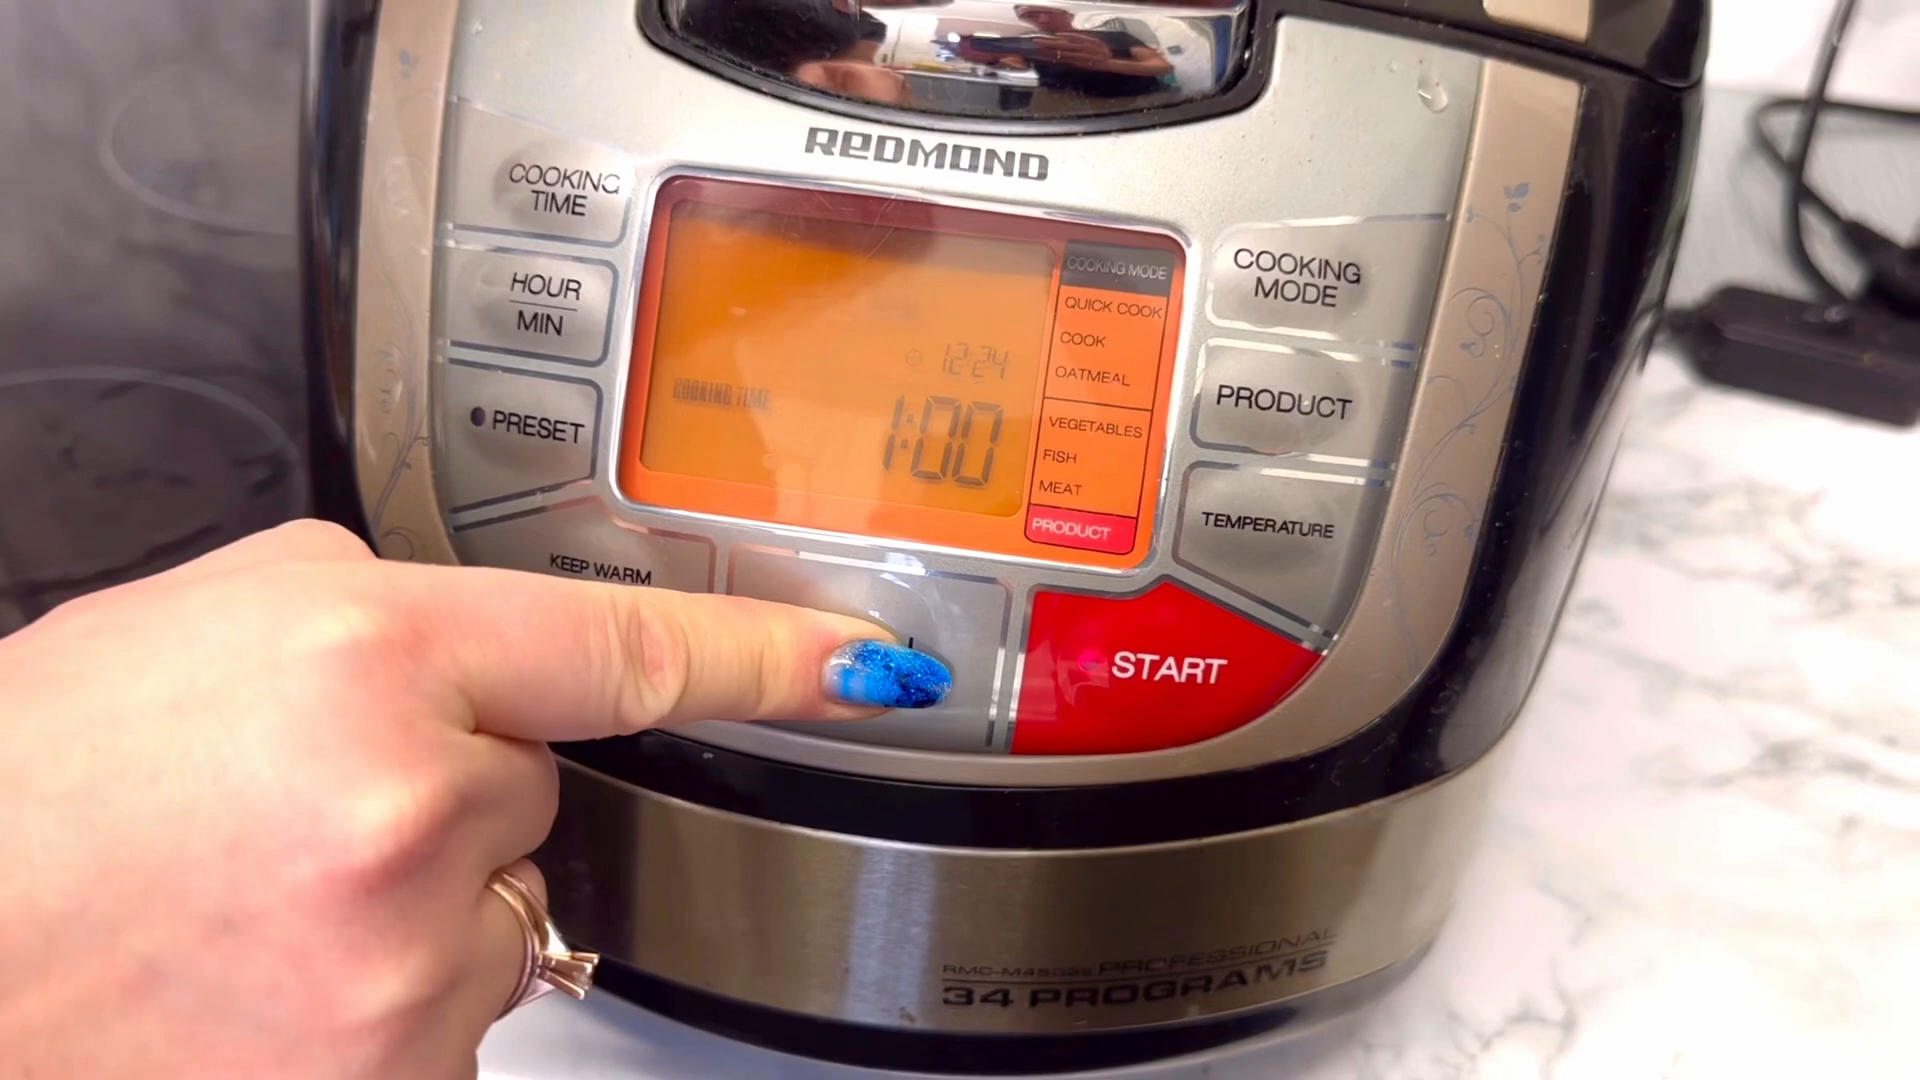 REDMOND
COOKING
TIME
HOUR
MIN
PRESET
KEEP WARM
12:24
COOKING TIME
1:00
COOKING MODE
QUICK COOK
COOK
OATMEAL
VEGETABLES
FISH
MEAT
PRODUCT
COOKING
MODE
PRODUCT
TEMPERATURE
START
PROFESSIONAL
34 PROGRAMS